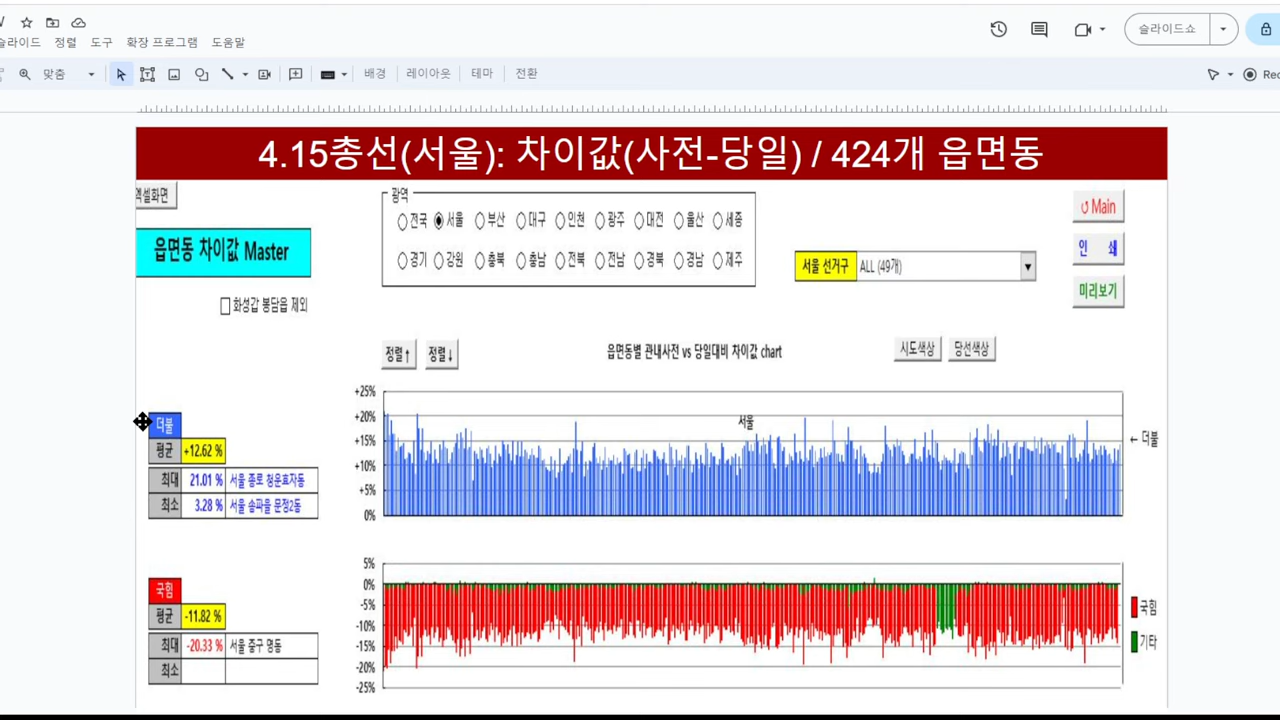 슬라이드 정렬 도구 확장 프로그램 도움말
슬라이드쇼
맞춤
배경 레이아웃 테마 전환
Rec
4.15총선(서울): 차이값(사전-당일) / 424개 읍면동
엑셀화면
광역
전국 서울 부산 대구 인천 광주 대전 울산 세종
경기 강원 충북 충남 전북 전남 경북 경남 제주
읍면동 차이값 Master
화성갑 봉담읍 제외
서울 선거구 ALL (49개)
↺ Main
인 쇄
미리보기
정렬↑ 정렬↓
읍면동별 관내사전 vs 당일대비 차이값 chart
시도색상 당선색상
더불
평균 +12.62 %
최대 21.01 % 서울 종로 청운효자동
최소 3.28 % 서울 송파을 문정2동
+25%
+20%
+15%
+10%
+5%
0%
서울
← 더불
국힘
평균 -11.82 %
최대 -20.33 % 서울 중구 명동
최소
5%
0%
-5%
-10%
-15%
-20%
-25%
국힘
기타